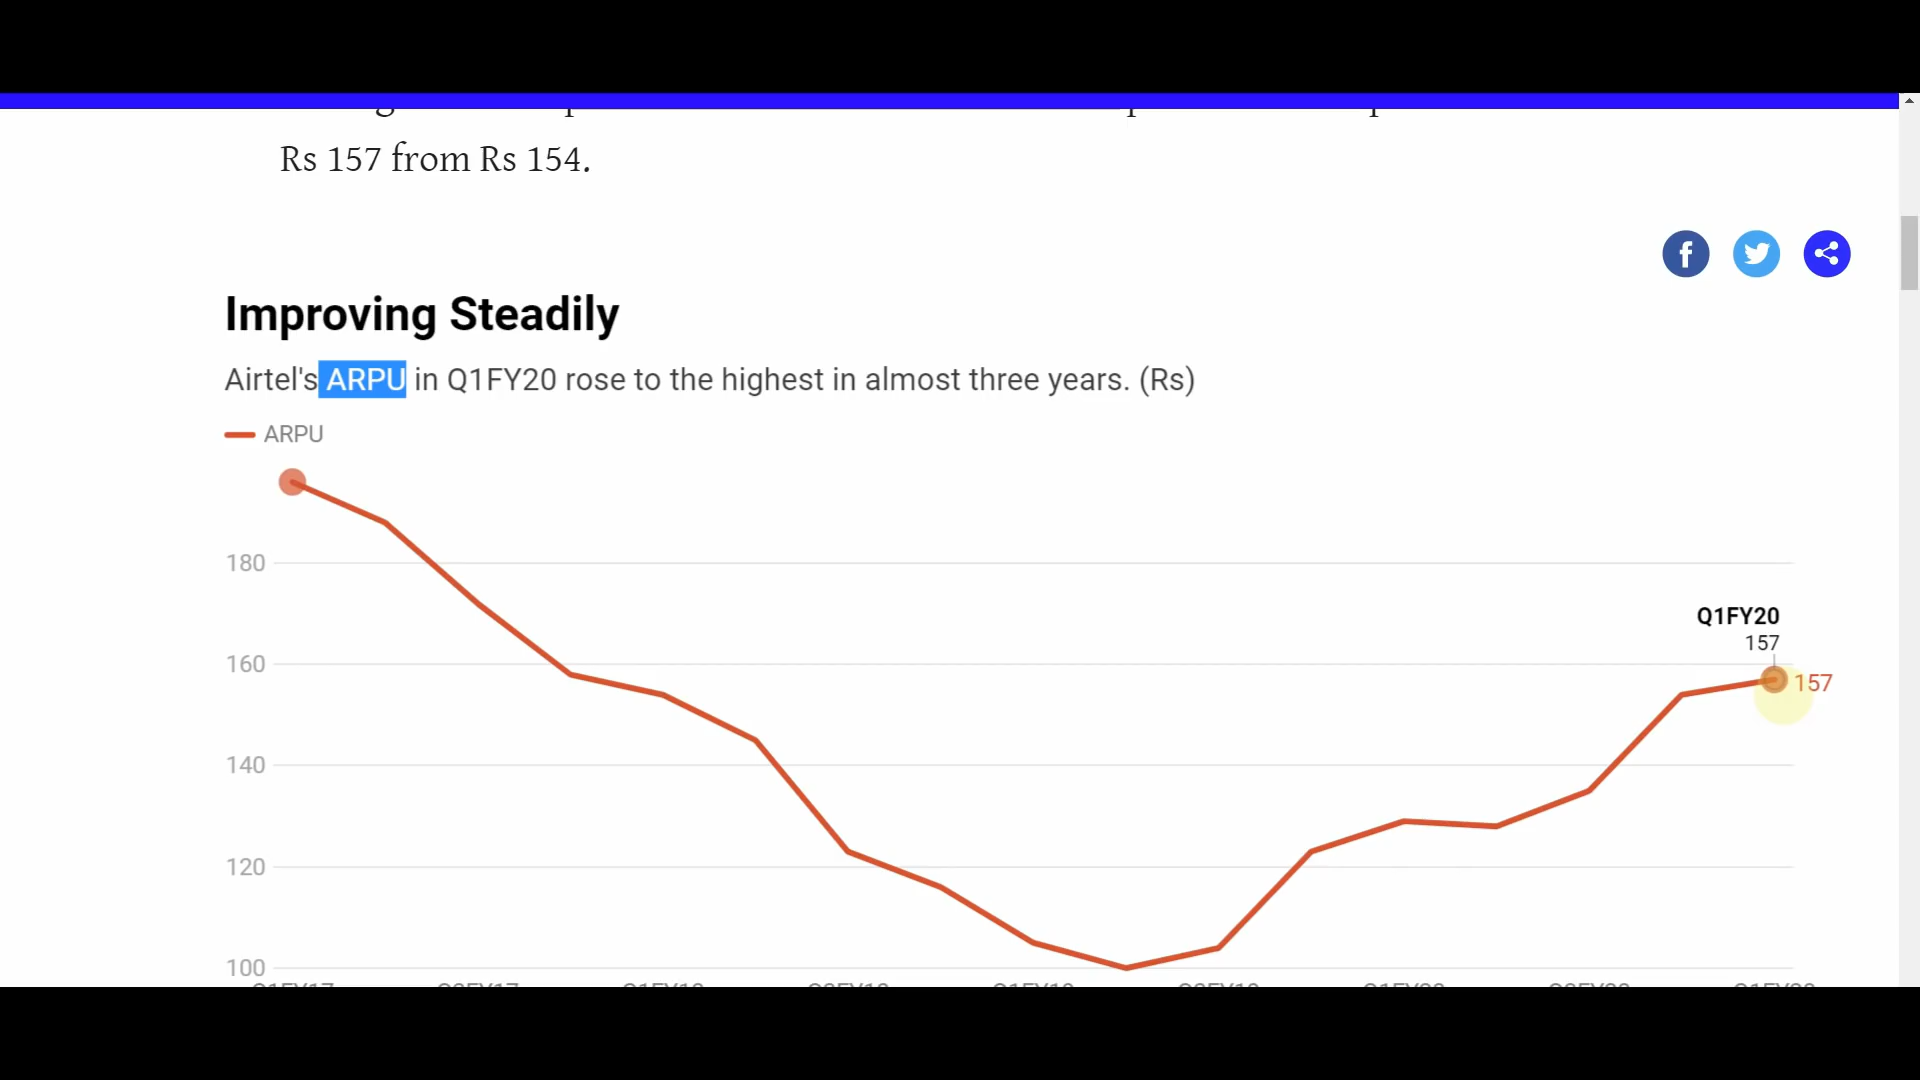 Rs 157 from Rs 154.
Improving Steadily
Airtel's ARPU in Q1FY20 rose to the highest in almost three years. (Rs)
ARPU
180
Q1FY20
157
160
157
140
120
100